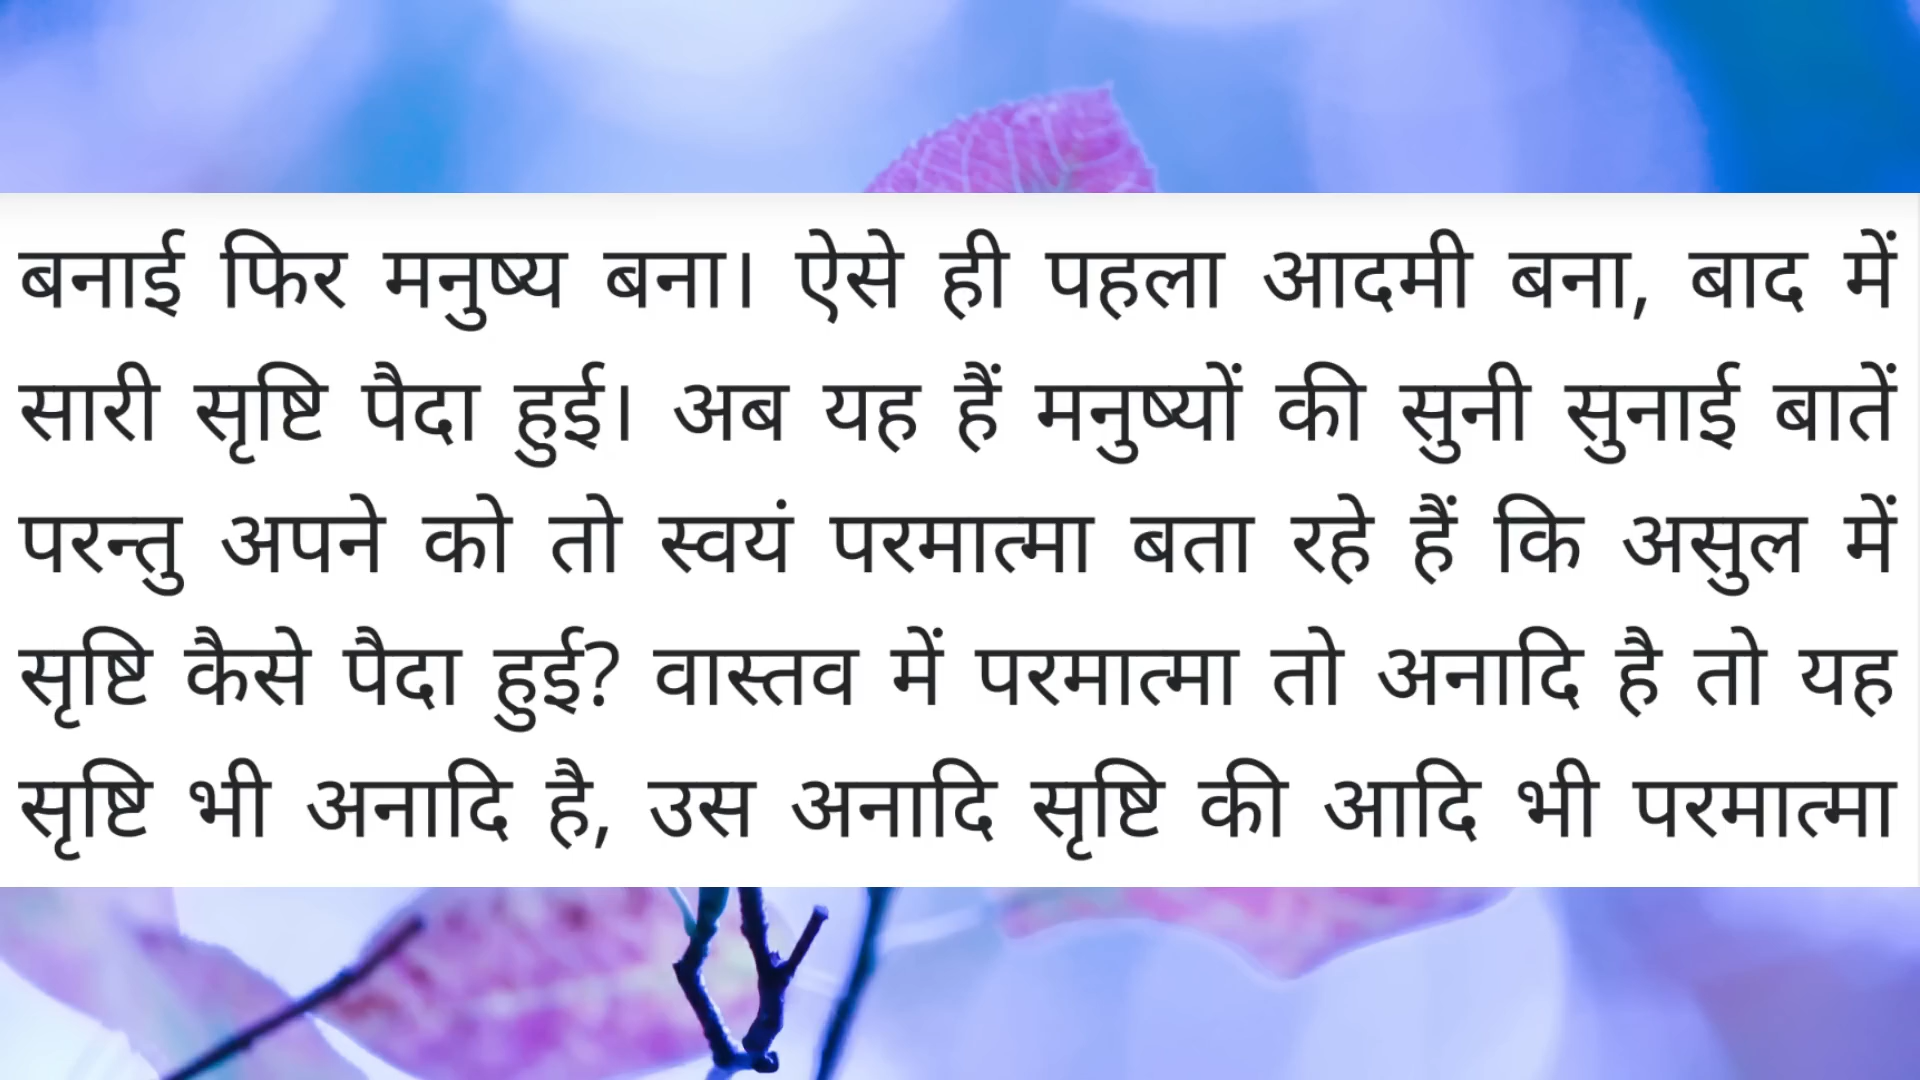 बनाई फिर मनुष्य बना। ऐसे ही पहला आदमी बना, बाद में
सारी सृष्टि पैदा हुई। अब यह हैं मनुष्यों की सुनी सुनाई बातें
परन्तु अपने को तो स्वयं परमात्मा बता रहे हैं कि असुल में
सृष्टि कैसे पैदा हुई? वास्तव में परमात्मा तो अनादि है तो यह
सृष्टि भी अनादि है, उस अनादि सृष्टि की आदि भी परमात्मा